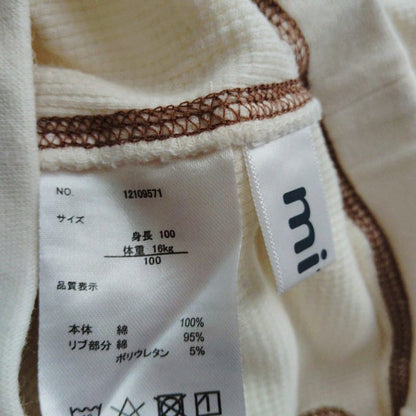 NO. 12109571
サイズ
身長 100
体重 16kg
100
品質表示
本体 綿 100%
リブ部分 綿 95%
ポリウレタン 5%
mi